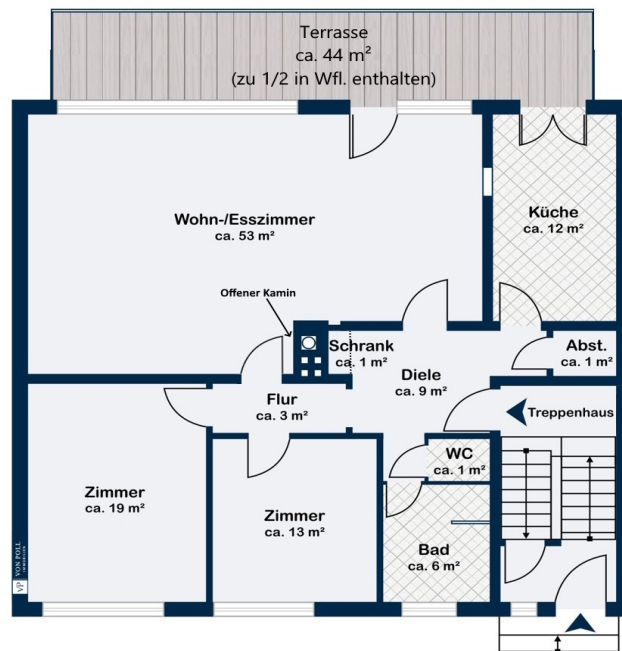 Terrasse
ca. 44 m²
(zu 1/2 in Wfl. enthalten)
Wohn-/Esszimmer
ca. 53 m²
Küche
ca. 12 m²
Offener Kamin
Schrank
ca. 1 m²
Abst.
ca. 1 m²
Diele
ca. 9 m²
Flur
ca. 3 m²
Treppenhaus
WC
ca. 1 m²
Zimmer
ca. 19 m²
Zimmer
ca. 13 m²
Bad
ca. 6 m²
VON POLL
IMMOBILIEN
VP